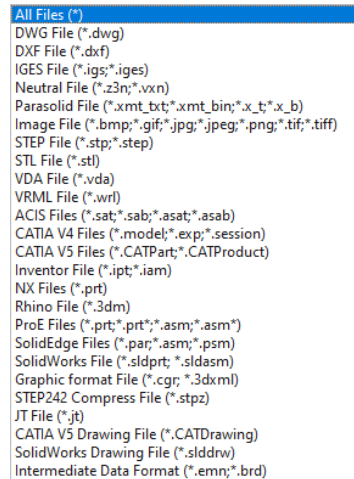 All Files (*)
DWG File (*.dwg)
DXF File (*.dxf)
IGES File (*.igs;*.iges)
Neutral File (*.z3n;*.vxn)
Parasolid File (*.xmt_txt;*.xmt_bin;*.x_t;*.x_b)
Image File (*.bmp;*.gif;*.jpg;*.jpeg;*.png;*.tif;*.tiff)
STEP File (*.stp;*.step)
STL File (*.stl)
VDA File (*.vda)
VRML File (*.wrl)
ACIS Files (*.sat;*.sab;*.asat;*.asab)
CATIA V4 Files (*.model;*.exp;*.session)
CATIA V5 Files (*.CATPart;*.CATProduct)
Inventor File (*.ipt;*.iam)
NX Files (*.prt)
Rhino File (*.3dm)
ProE Files (*.prt;*.prt*;*.asm;*.asm*)
SolidEdge Files (*.par;*.asm;*.psm)
SolidWorks File (*.sldprt; *.sldasm)
Graphic format File (*.cgr; *.3dxml)
STEP242 Compress File (*.stpz)
JT File (*.jt)
CATIA V5 Drawing File (*.CATDrawing)
SolidWorks Drawing File (*.slddrw)
Intermediate Data Format (*.emn;*.brd)